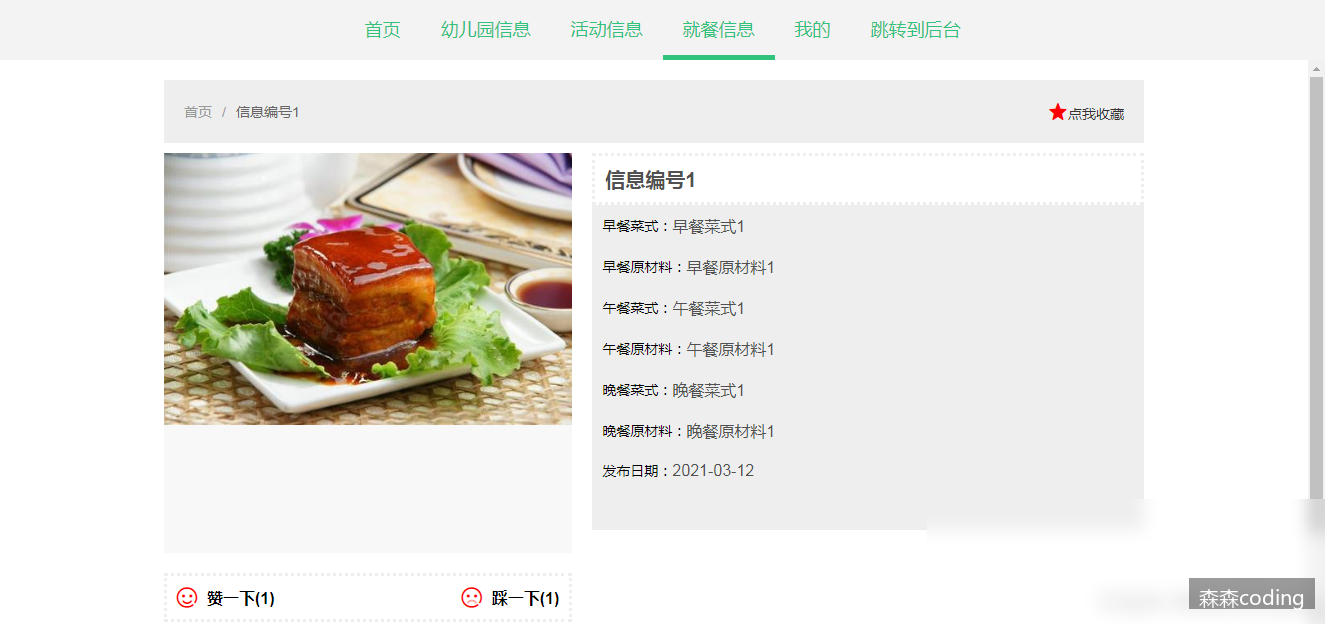 首页 幼儿园信息 活动信息 就餐信息 我的 跳转到后台
首页 / 信息编号1 点我收藏
信息编号1
早餐菜式：早餐菜式1
早餐原材料：早餐原材料1
午餐菜式：午餐菜式1
午餐原材料：午餐原材料1
晚餐菜式：晚餐菜式1
晚餐原材料：晚餐原材料1
发布日期：2021-03-12
赞一下(1) 踩一下(1)
森森coding